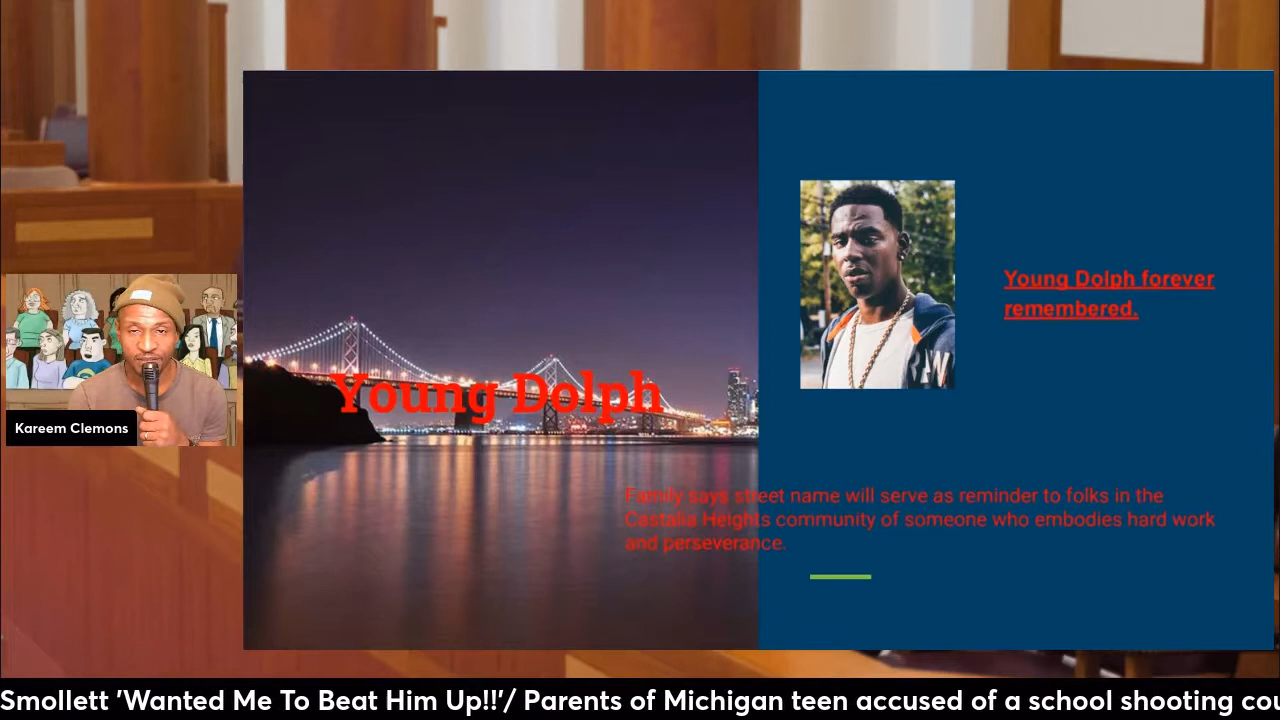 Young Dolph forever
remembered.
Young Dolph
Kareem Clemons
Family says street name will serve as reminder to folks in the
Castalia Heights community of someone who embodies hard work
and perseverance.
Smollett 'Wanted Me To Beat Him Up!!'/ Parents of Michigan teen accused of a school shooting